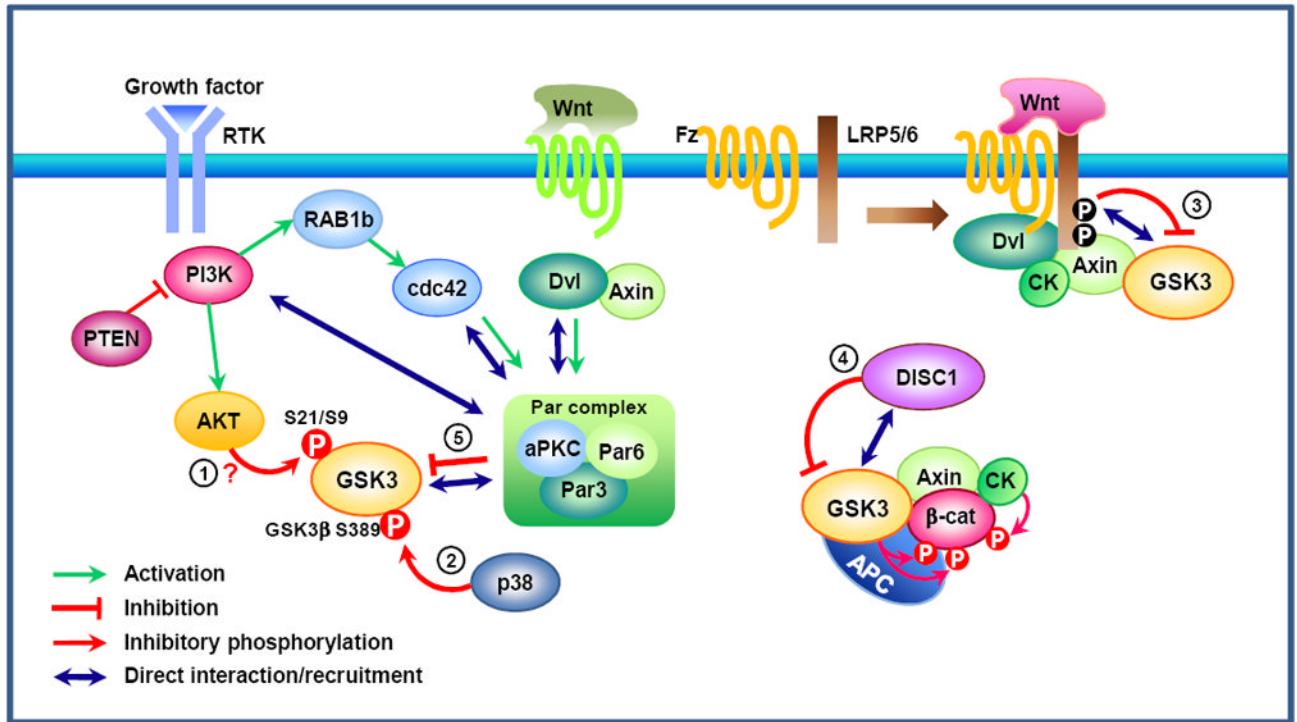 Growth factor
RTK
Wnt
Fz
LRP5/6
Wnt
RAB1b
PI3K
cdc42
PTEN
Dvl
Axin
Dvl
CK
Axin
P
P
3
GSK3
AKT
S21/S9
P
1
?
GSK3
GSK3β S389
P
2
p38
5
Par complex
aPKC
Par6
Par3
4
DISC1
GSK3
Axin
CK
β-cat
P
P
P
APC
Activation
Inhibition
Inhibitory phosphorylation
Direct interaction/recruitment